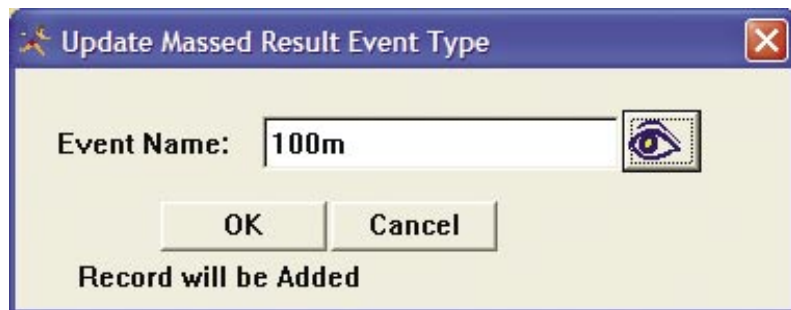 Update Massed Result Event Type
Event Name: 100m
OK Cancel
Record will be Added